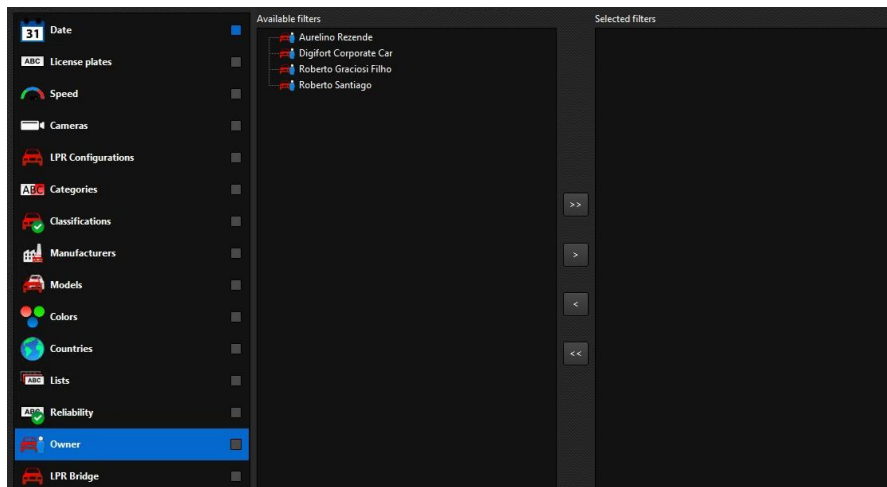 31 Date
ABC License plates
Speed
Cameras
LPR Configurations
ABC Categories
Classifications
Manufacturers
Models
Colors
Countries
ABC Lists
ABC Reliability
Owner
LPR Bridge
Available filters
Aurelino Rezende
Digifort Corporate Car
Roberto Graciosi Filho
Roberto Santiago
>>
>
<
<<
Selected filters